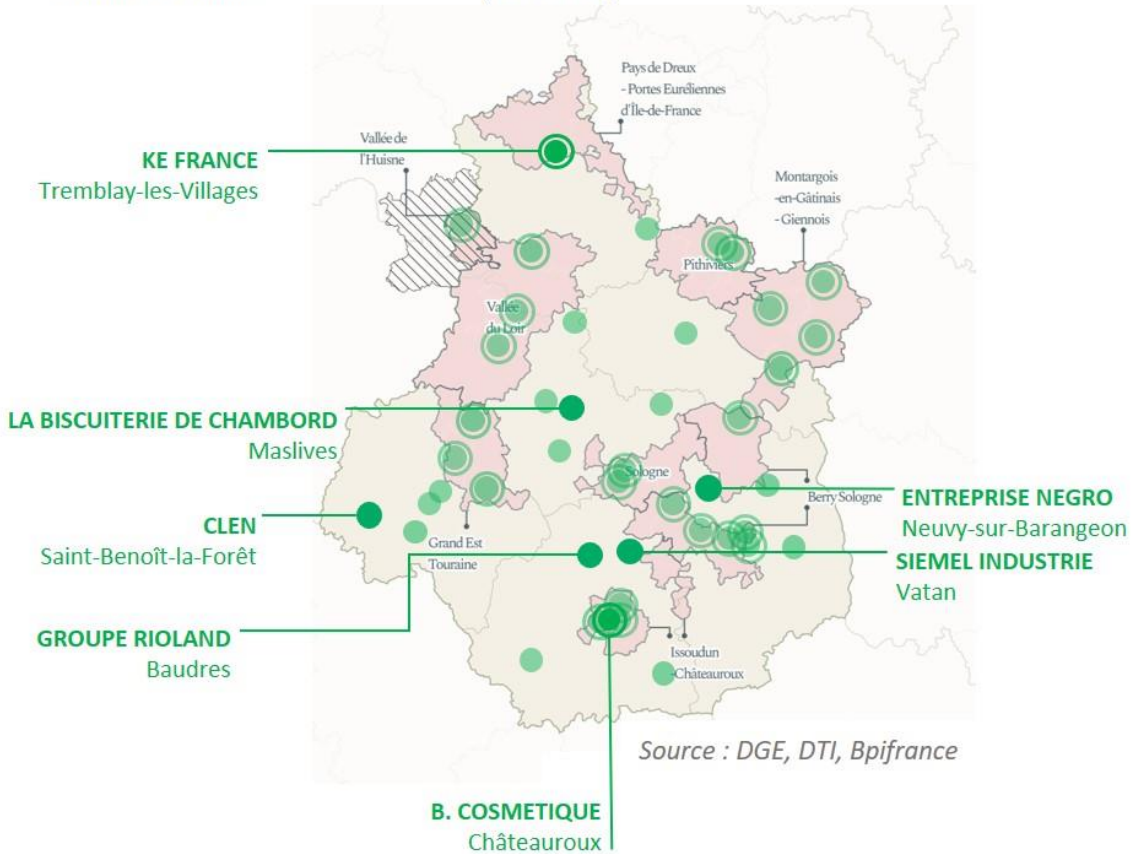 Pays de Dreux
- Portes Euréliennes
d'Île-de-France
Vallée de
l'Huisne
KE FRANCE
Tremblay-les-Villages
Montargois
-en-Gâtinais
- Giennois
Pithiviers
Vallée
du Loir
LA BISCUITERIE DE CHAMBORD
Maslives
Sologne
Berry Sologne
ENTREPRISE NEGRO
Neuvy-sur-Barangeon
CLEN
Saint-Benoît-la-Forêt
Grand Est
Touraine
SIEMEL INDUSTRIE
Vatan
GROUPE RIOLAND
Baudres
Issoudun
-Châteauroux
Source : DGE, DTI, Bpifrance
B. COSMETIQUE
Châteauroux